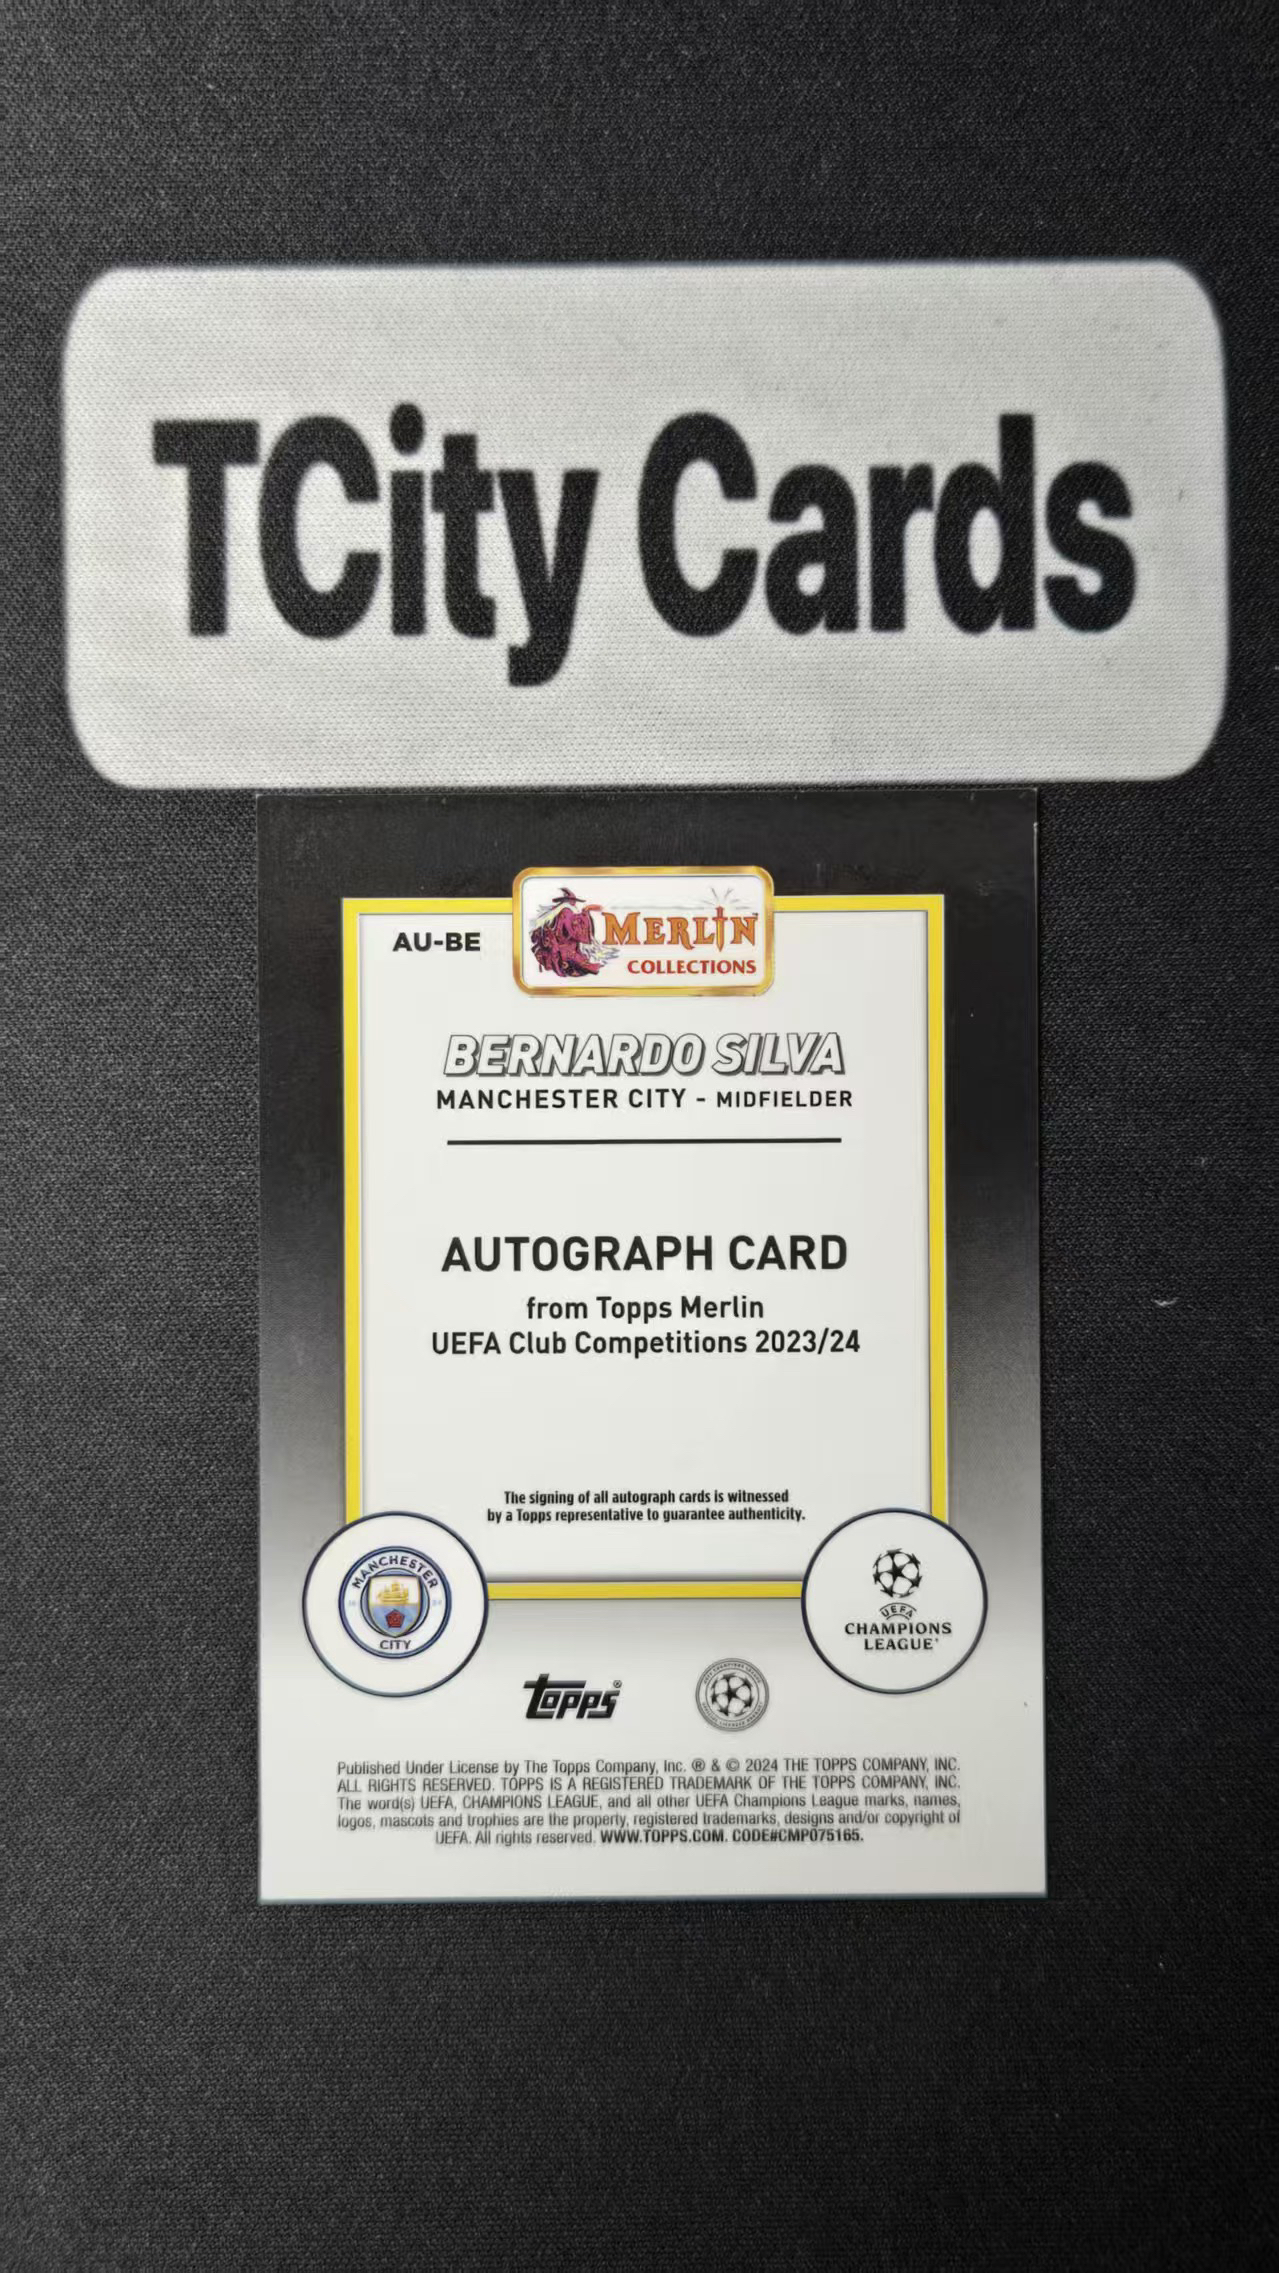 TCity Cards
AU-BE
MERLIN
COLLECTIONS
BERNARDO SILVA
MANCHESTER CITY - MIDFIELDER
AUTOGRAPH CARD
from Topps Merlin
UEFA Club Competitions 2023/24
The signing of all autograph cards is witnessed
by a Topps representative to guarantee authenticity.
MANCHESTER
CITY
UEFA
CHAMPIONS
LEAGUE
topps®
Published Under License by The Topps Company, Inc. ® & © 2024 THE TOPPS COMPANY, INC.
ALL RIGHTS RESERVED. TOPPS IS A REGISTERED TRADEMARK OF THE TOPPS COMPANY, INC.
The word(s) UEFA, CHAMPIONS LEAGUE, and all other UEFA Champions League marks, names,
logos, mascots and trophies are the property, registered trademarks, designs and/or copyright of
UEFA. All rights reserved. WWW.TOPPS.COM. CODE#CMP075165.